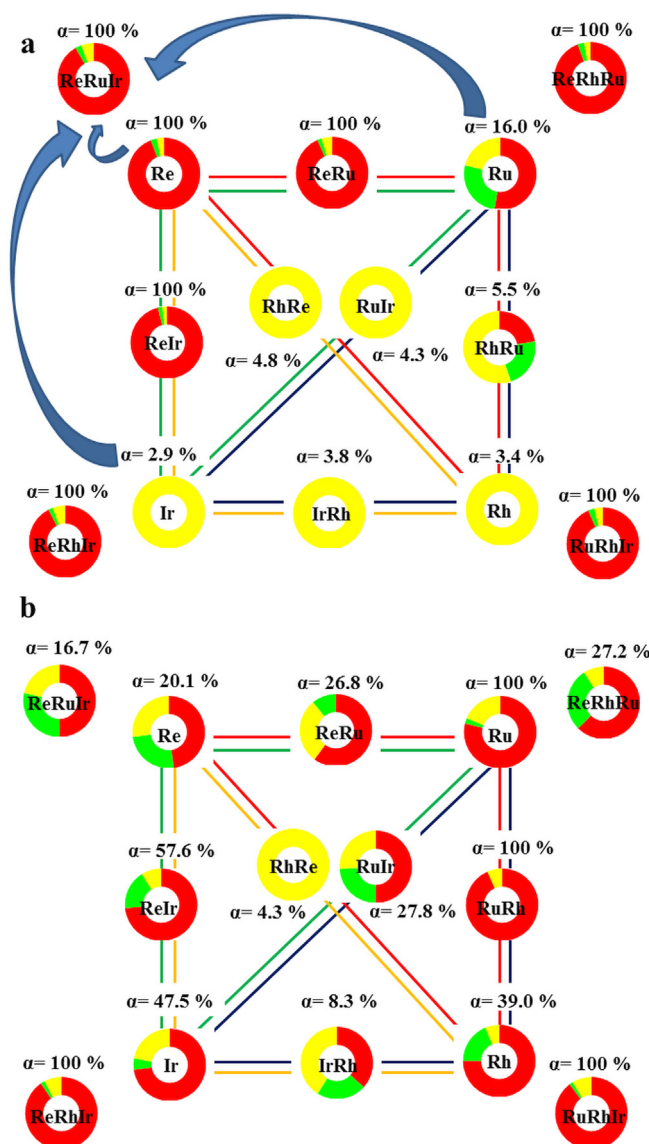 a
α= 100 %
ReRuIr
α= 100 %
ReRhRu
α= 100 %
Re
α= 100 %
ReRu
α= 16.0 %
Ru
RhRe
RuIr
α= 100 %
ReIr
α= 5.5 %
RhRu
α= 4.8 %
α= 4.3 %
α= 2.9 %
Ir
α= 3.8 %
IrRh
α= 3.4 %
Rh
α= 100 %
ReRhIr
α= 100 %
RuRhIr
b
α= 16.7 %
ReRuIr
α= 27.2 %
ReRhRu
α= 20.1 %
Re
α= 26.8 %
ReRu
α= 100 %
Ru
RhRe
RuIr
α= 57.6 %
ReIr
α= 100 %
RuRh
α= 4.3 %
α= 27.8 %
α= 47.5 %
Ir
α= 8.3 %
IrRh
α= 39.0 %
Rh
α= 100 %
ReRhIr
α= 100 %
RuRhIr